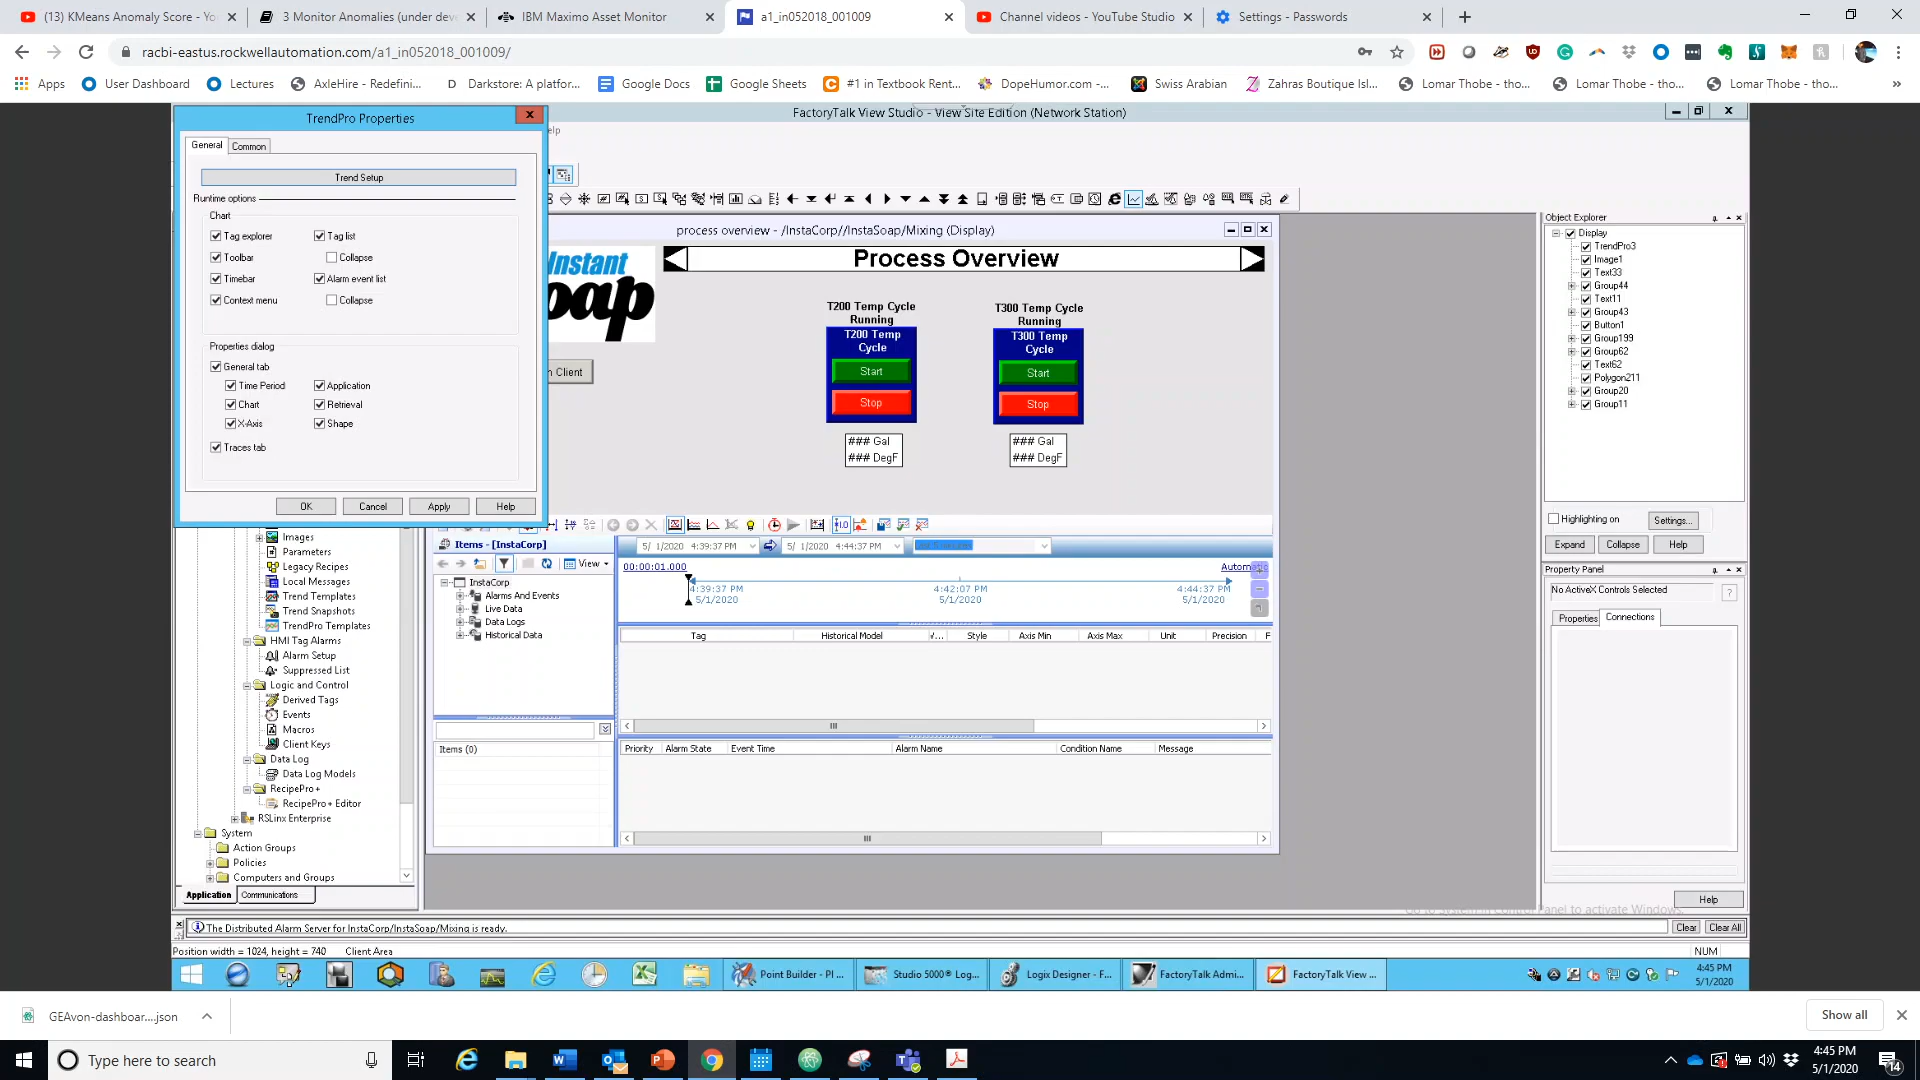 (13) KMeans Anomaly Score - Yo
3 Monitor Anomalies (under deve
IBM Maximo Asset Monitor
a1_in052018_001009
Channel videos - YouTube Studio
Settings - Passwords
racbi-eastus.rockwellautomation.com/a1_in052018_001009/
Apps
User Dashboard
Lectures
AxleHire - Redefini...
Darkstore: A platfor...
Google Docs
Google Sheets
#1 in Textbook Rent...
DopeHumor.com -...
Swiss Arabian
Zahras Boutique Isl...
Lomar Thobe - tho...
Lomar Thobe - tho...
Lomar Thobe - tho...
FactoryTalk View Studio - View Site Edition (Network Station)
TrendPro Properties
elp
General
Common
Trend Setup
Runtime options
Chart
Tag explorer
Tag list
Toolbar
Collapse
Timebar
Alarm event list
Context menu
Collapse
Properties dialog
General tab
Time Period
Application
Chart
Retrieval
X-Axis
Shape
Traces tab
OK
Cancel
Apply
Help
process overview - /InstaCorp//InstaSoap/Mixing (Display)
Instant
oap
Process Overview
T200 Temp Cycle
Running
T200 Temp
Cycle
Start
Stop
### Gal
### DegF
T300 Temp Cycle
Running
T300 Temp
Cycle
Start
Stop
### Gal
### DegF
n Client
Items - [InstaCorp]
View
InstaCorp
Alarms And Events
Live Data
Data Logs
Historical Data
Items (0)
5/ 1/2020 4:39:37 PM
5/ 1/2020 4:44:37 PM
00:00:01.000
Automatic
4:39:37 PM
5/1/2020
4:42:07 PM
5/1/2020
4:44:37 PM
5/1/2020
Tag
Historical Model
Style
Axis Min
Axis Max
Unit
Precision
F
Priority
Alarm State
Event Time
Alarm Name
Condition Name
Message
Images
Parameters
Legacy Recipes
Local Messages
Trend Templates
Trend Snapshots
TrendPro Templates
HMI Tag Alarms
Alarm Setup
Suppressed List
Logic and Control
Derived Tags
Events
Macros
Client Keys
Data Log
Data Log Models
RecipePro+
RecipePro+ Editor
RSLinx Enterprise
System
Action Groups
Policies
Computers and Groups
Application
Communications
Object Explorer
Display
TrendPro3
Image1
Text33
Group44
Text11
Group43
Button1
Group199
Group62
Text62
Polygon211
Group20
Group11
Highlighting on
Settings...
Expand
Collapse
Help
Property Panel
No ActiveX Controls Selected
?
Properties
Connections
Help
Go to System in Control Panel to activate Windows.
The Distributed Alarm Server for InstaCorp/InstaSoap/Mixing is ready.
Clear
Clear All
Position width = 1024, height = 740
Client Area
NUM
Point Builder - PI ...
Studio 5000® Log...
Logix Designer - F...
FactoryTalk Admi...
FactoryTalk View ...
4:45 PM
5/1/2020
GEAvon-dashboar....json
Show all
Type here to search
4:45 PM
5/1/2020
14